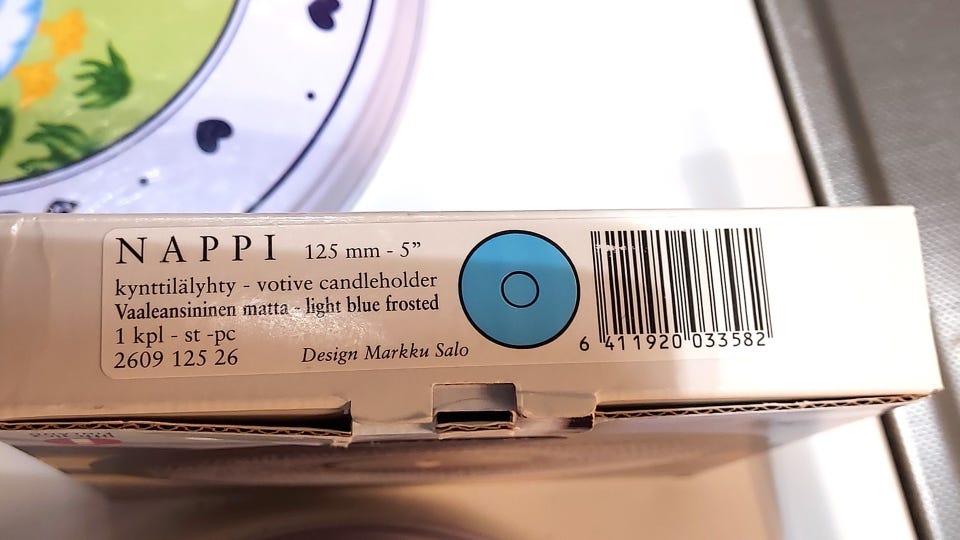 NAPPI 125 mm - 5”
kynttilälyhty - votive candleholder
Vaaleansininen matta - light blue frosted
1 kpl - st -pc
2609 125 26 Design Markku Salo
6 411920 033582